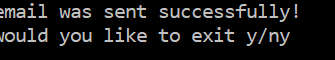 email was sent successfully!
would you like to exit y/ny